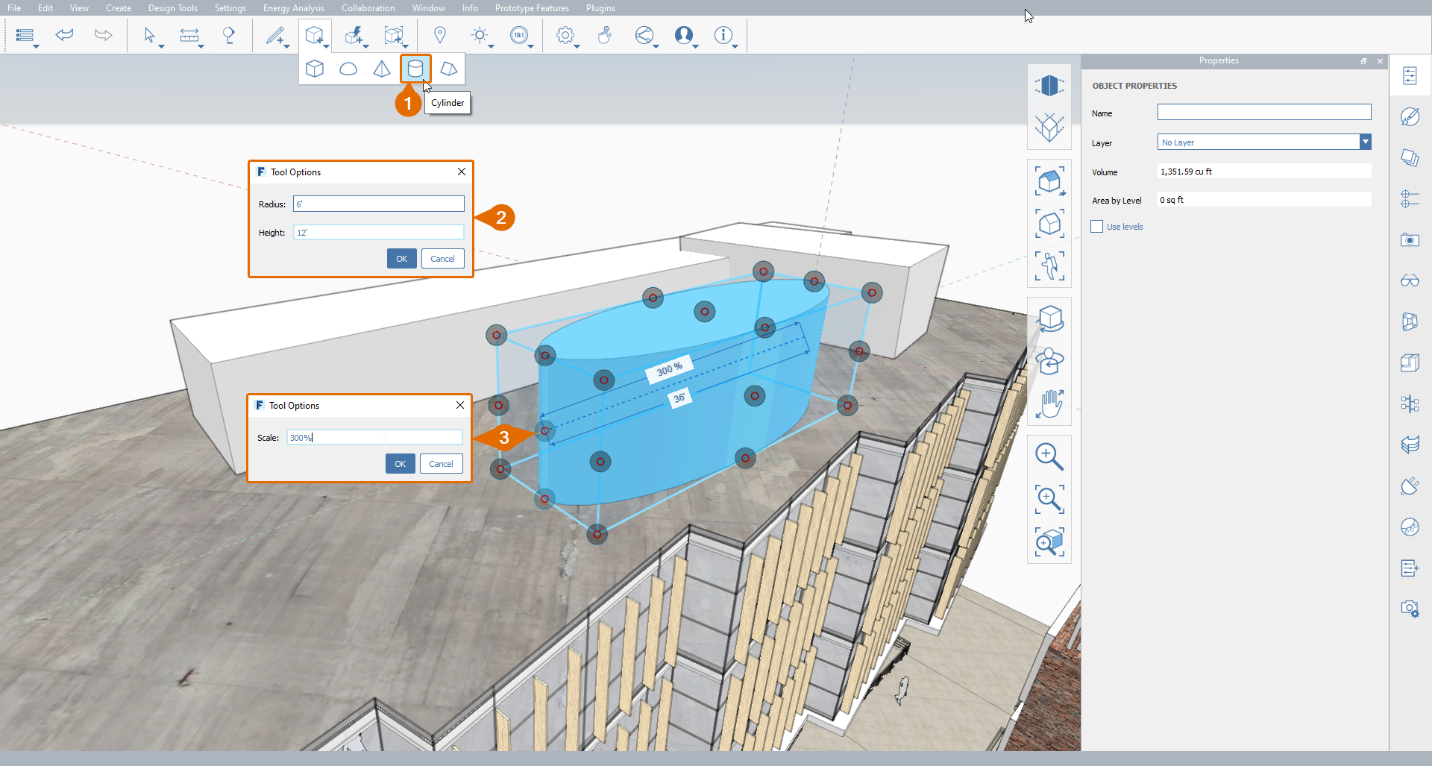 File Edit View Create Design Tools Settings Energy Analysis Collaboration Window Info Prototype Features Plugins
19.1
1
Cylinder
F Tool Options
Radius: 6'
Height: 12'
OK Cancel
2
F Tool Options
Scale: 300%
OK Cancel
3
300 %
36'
Properties
OBJECT PROPERTIES
Name
Layer No Layer
Volume 1,351.59 cu ft
Area by Level 0 sq ft
Use levels